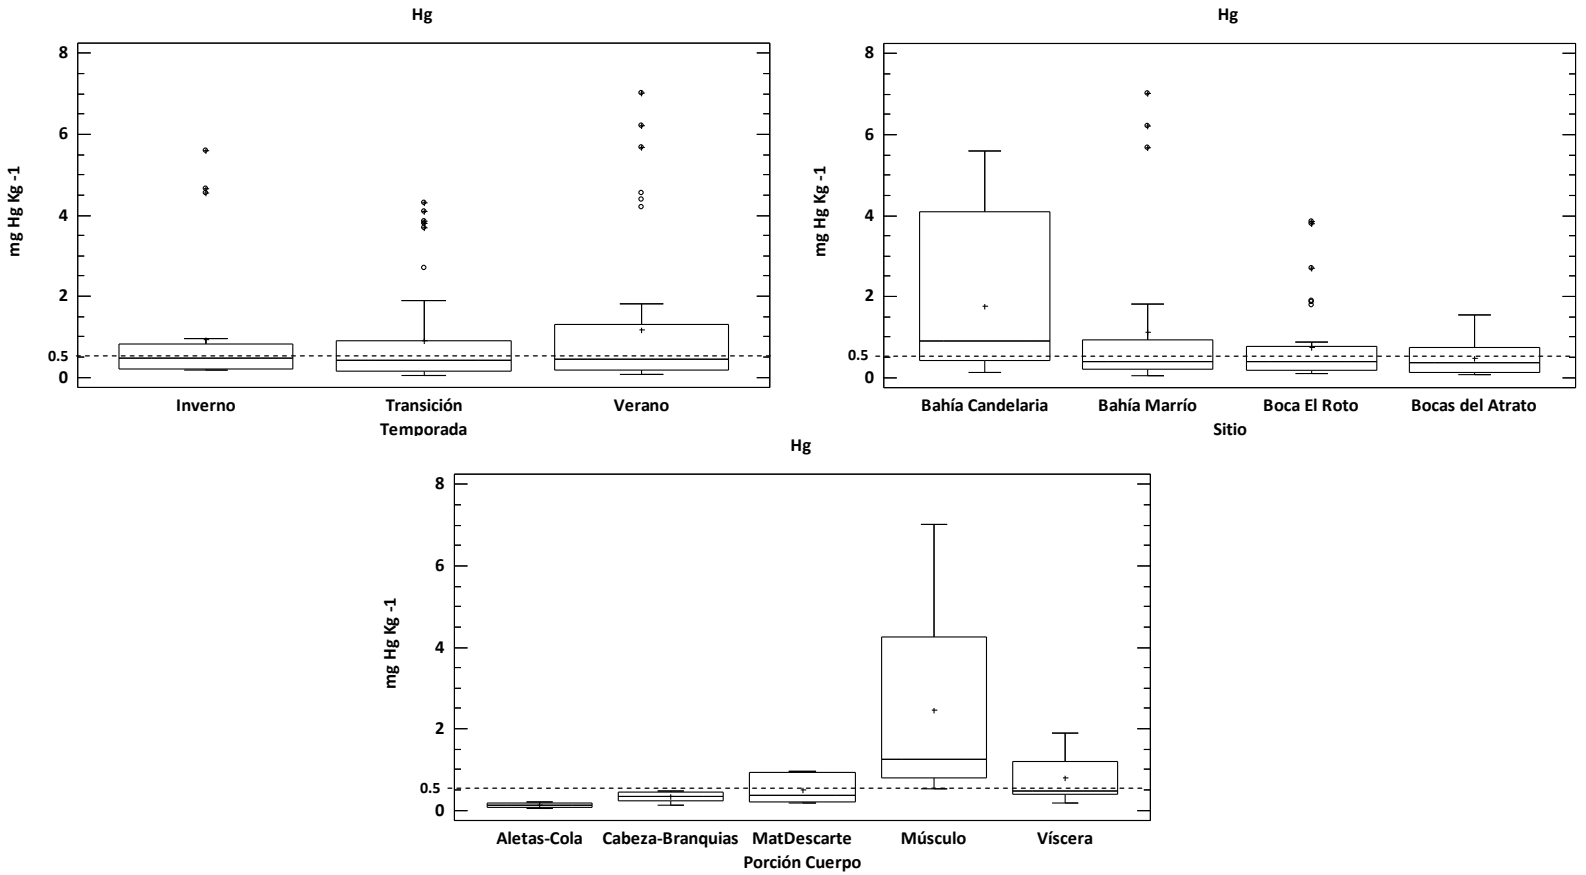 Hg
8
6
4
2
0.5
0
mg Hg Kg -1
Inverno Transición Verano
Temporada
Hg
8
6
4
2
0.5
0
mg Hg Kg -1
Bahía Candelaria Bahía Marrío Boca El Roto Bocas del Atrato
Sitio
Hg
8
6
4
2
0.5
0
mg Hg Kg -1
Aletas-Cola Cabeza-Branquias MatDescarte Músculo Víscera
Porción Cuerpo